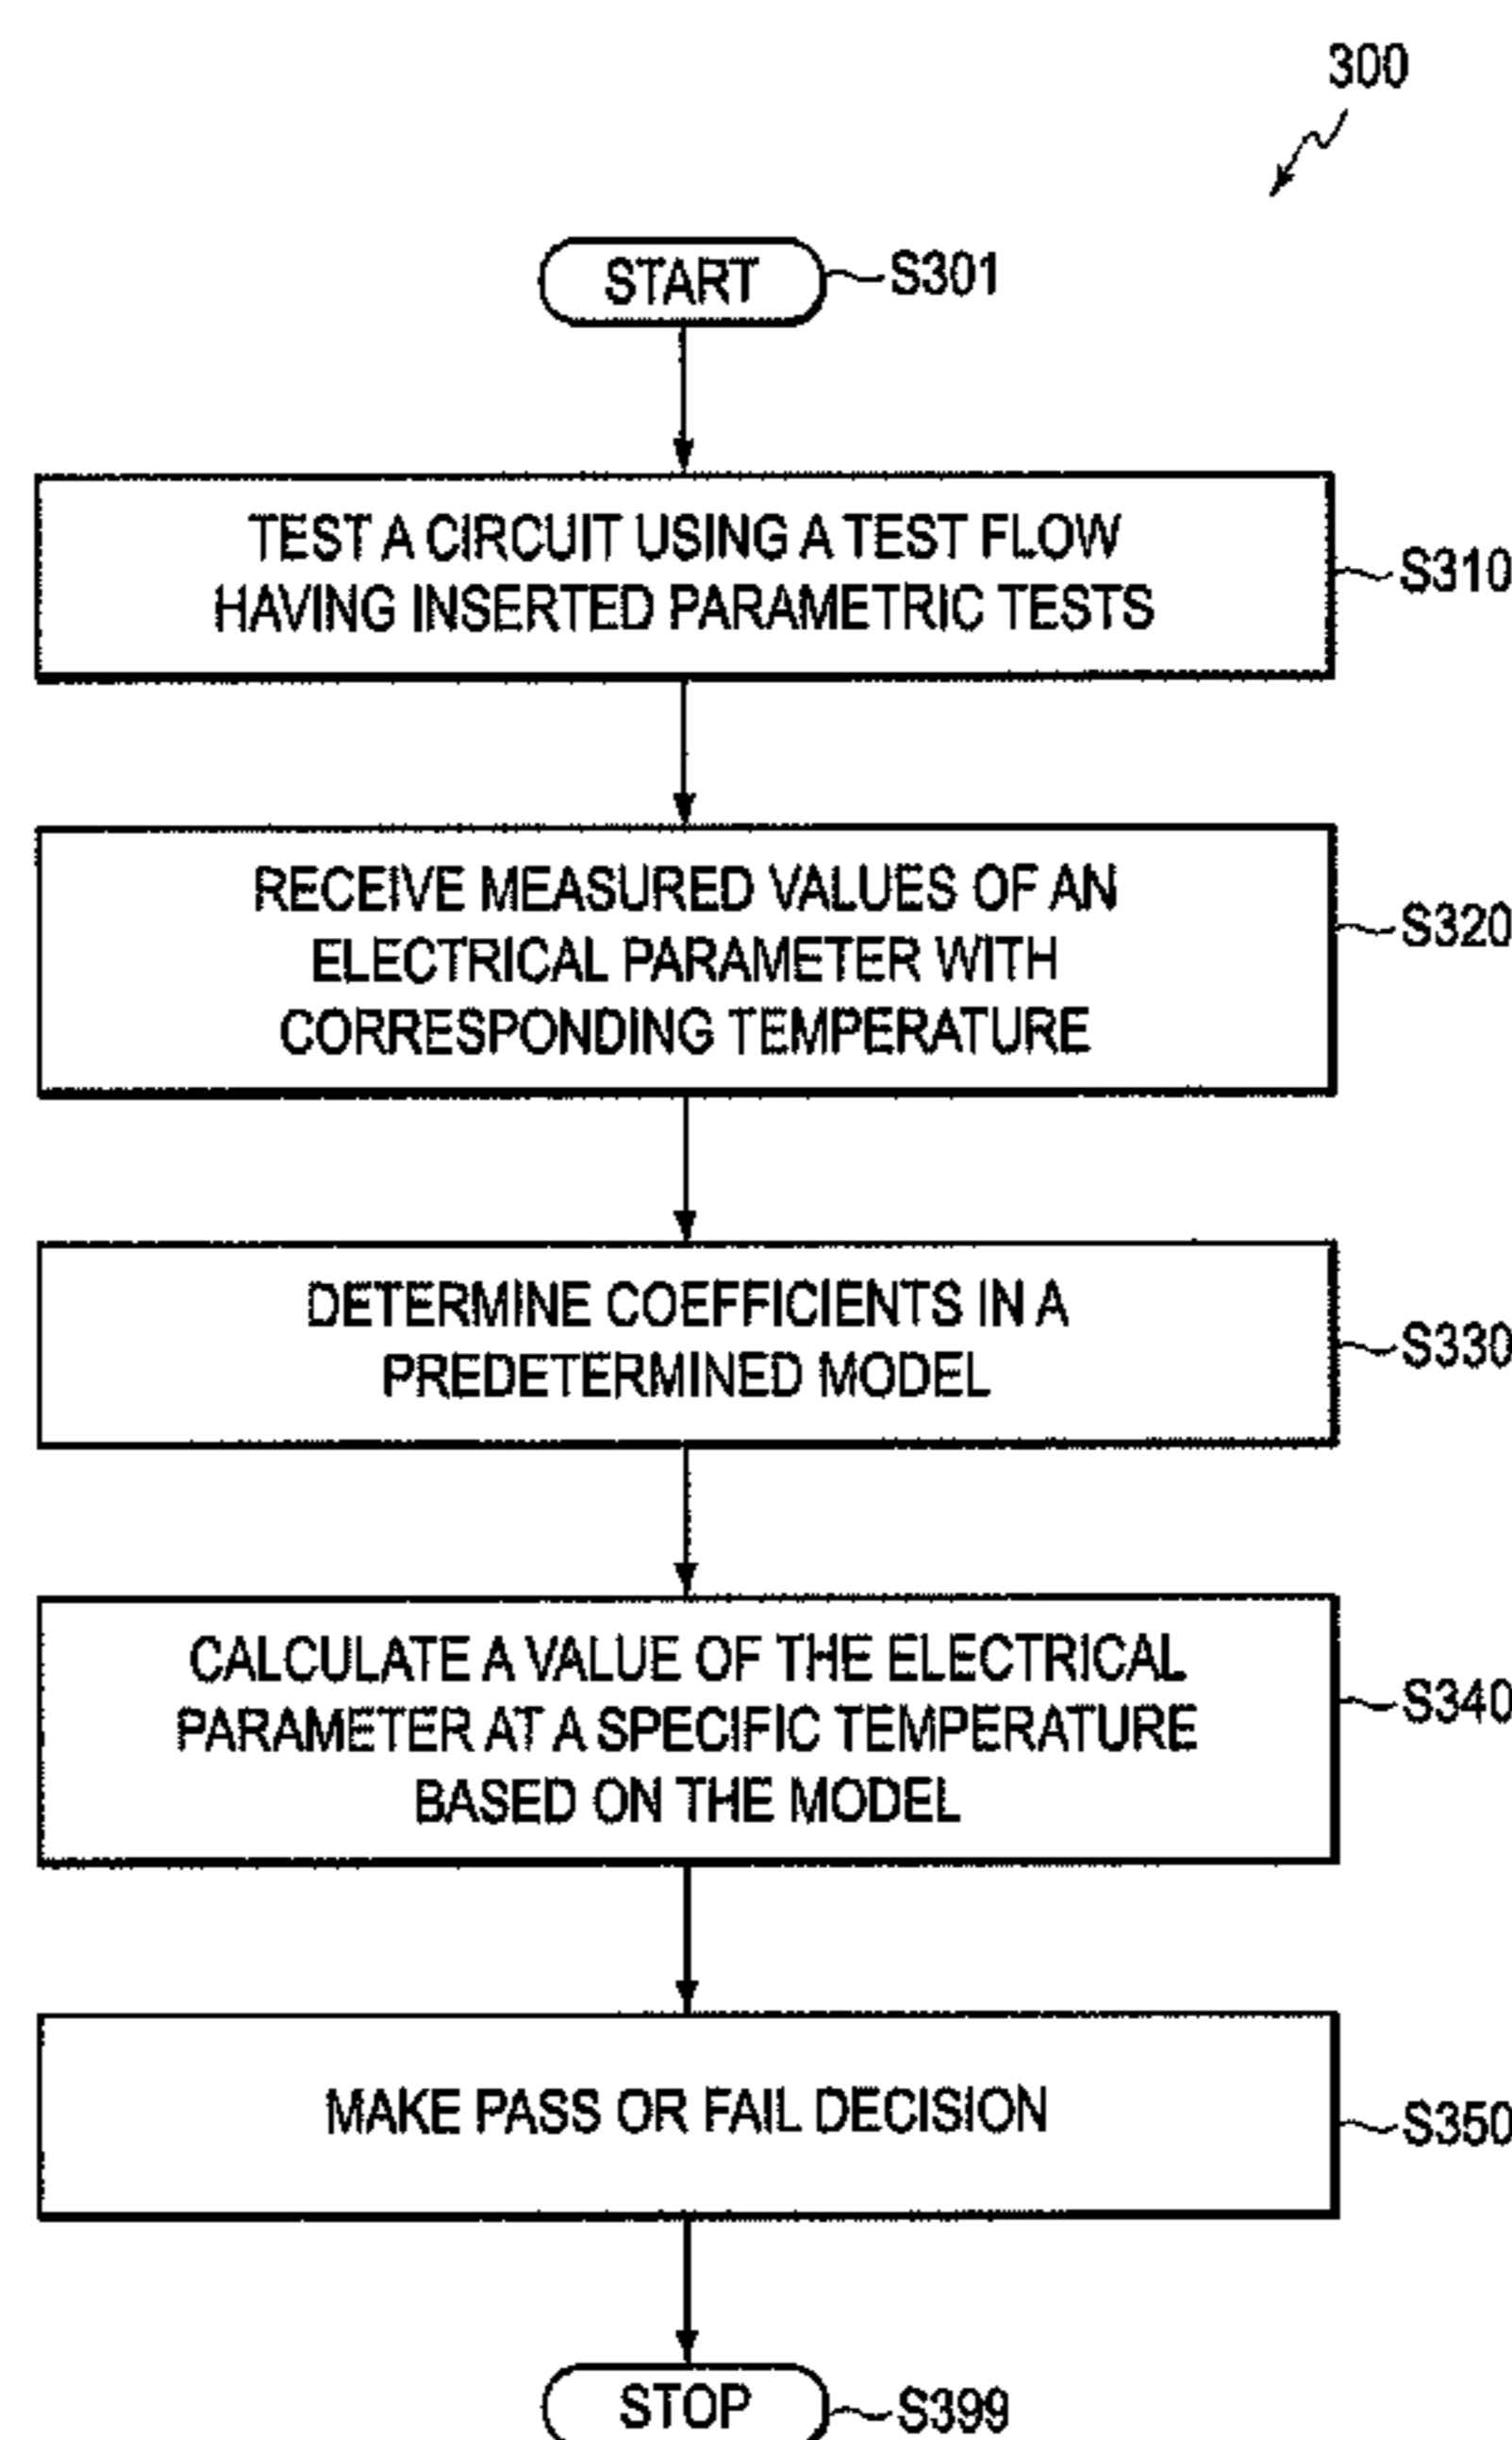 300
START
S301
TEST A CIRCUIT USING A TEST FLOW
HAVING INSERTED PARAMETRIC TESTS
S310
RECEIVE MEASURED VALUES OF AN
ELECTRICAL PARAMETER WITH
CORRESPONDING TEMPERATURE
S320
DETERMINE COEFFICIENTS IN A
PREDETERMINED MODEL
S330
CALCULATE A VALUE OF THE ELECTRICAL
PARAMETER AT A SPECIFIC TEMPERATURE
BASED ON THE MODEL
S340
MAKE PASS OR FAIL DECISION
S350
STOP
S399